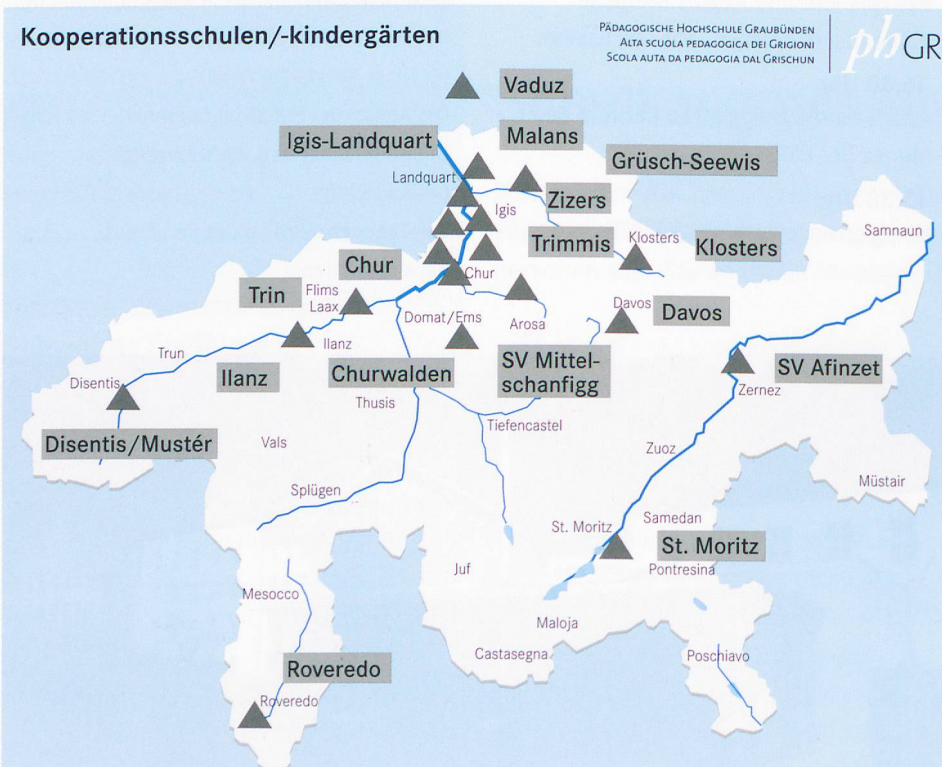 Kooperationsschulen/-kindergärten
PÄDAGOGISCHE HOCHSCHULE GRAUBÜNDEN
ALTA SCUOLA PEDAGOGICA DEI GRIGIONI
SCOLA AUTA DA PEDAGOGIA DAL GRISCHUN
phGR
Vaduz
Igis-Landquart
Malans
Grüsch-Seewis
Landquart
Zizers
Igis
Trimmis
Klosters
Klosters
Samnaun
Chur
Chur
Trin
Flims
Laax
Domat/Ems
Arosa
Davos
Davos
Trun
Ilanz
Ilanz
Churwalden
SV Mittel-
schanfigg
SV Afinzet
Zernez
Disentis
Thusis
Tiefencastel
Disentis/Mustér
Vals
Zuoz
Müstair
Splügen
St. Moritz
Samedan
St. Moritz
Pontresina
Juf
Mesocco
Maloja
Castasegna
Poschiavo
Roveredo
Roveredo